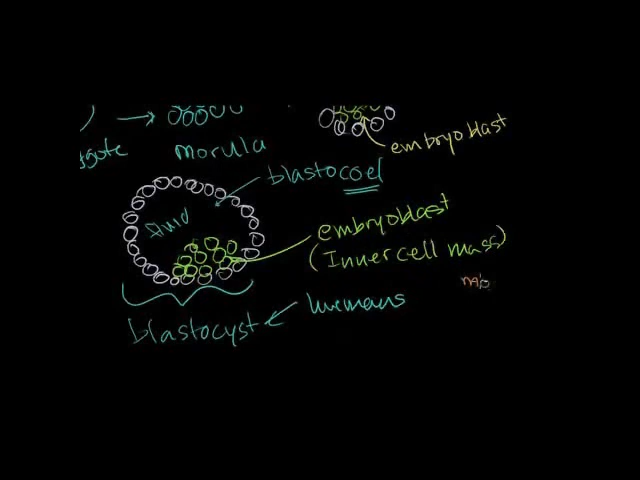 embryoblast
morula
blastocoel
fluid
embryoblast
(Inner cell mass)
humans
blastocyst